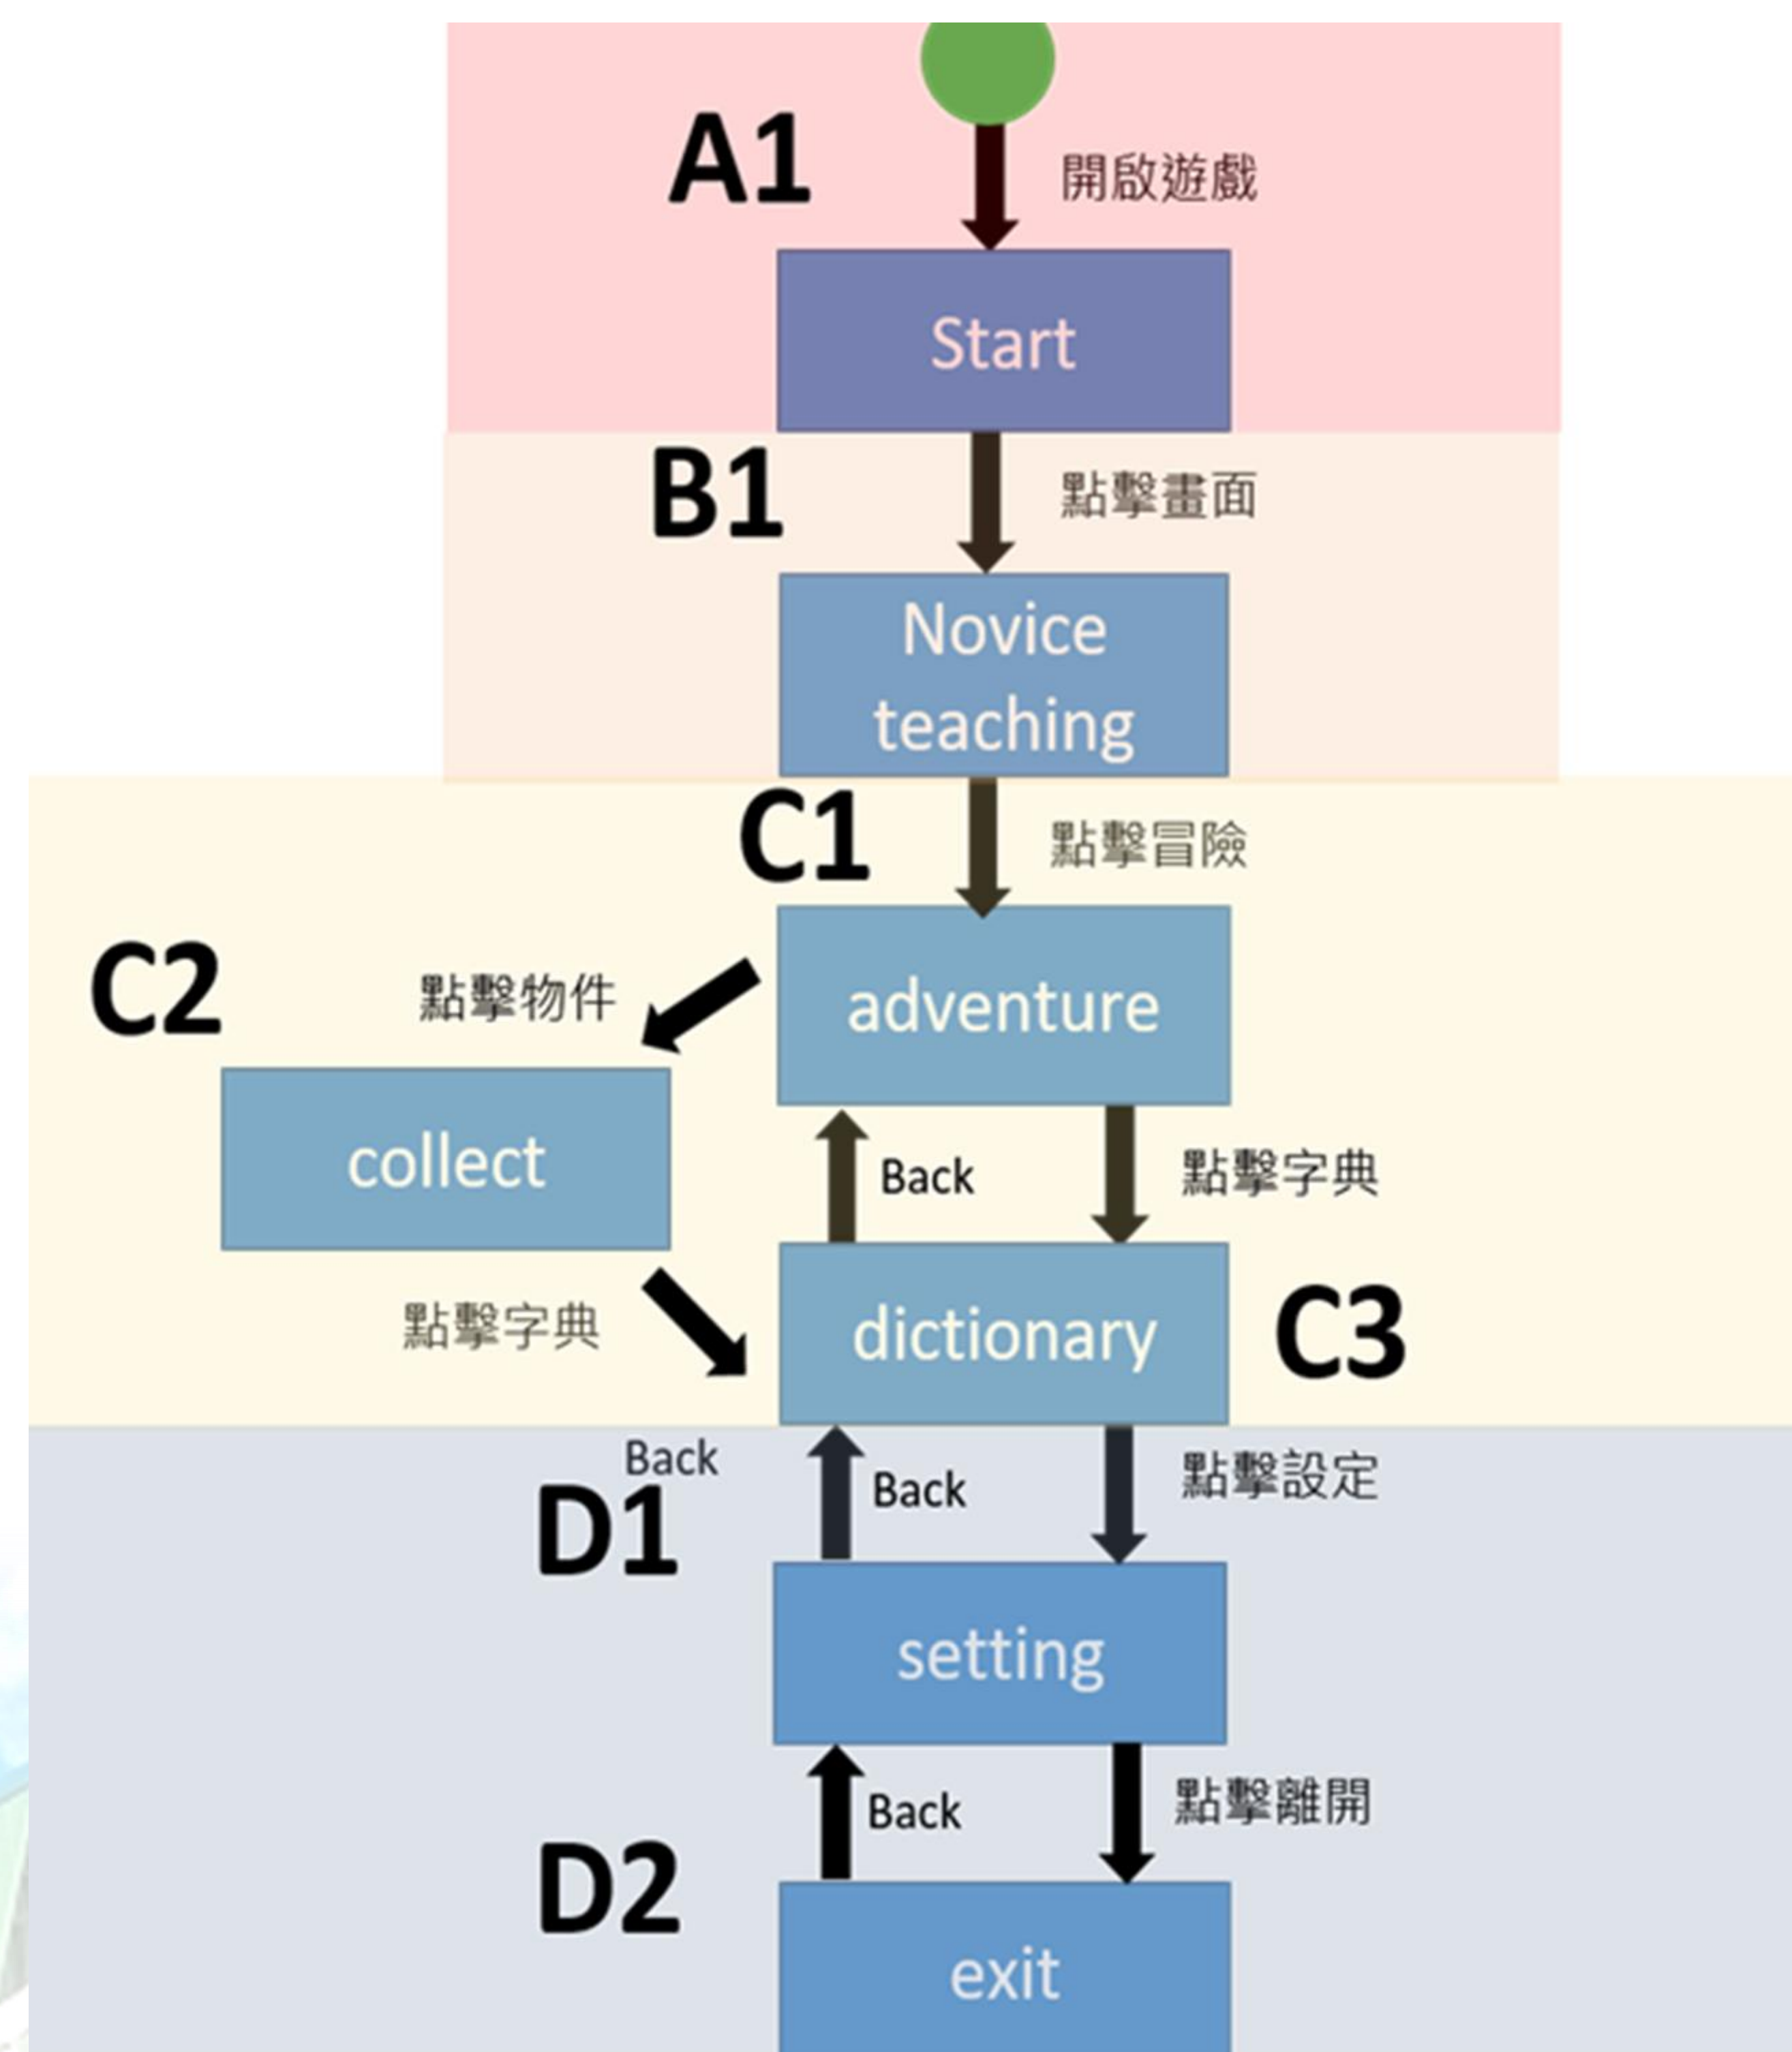 A1
開啟遊戲
Start
B1
點擊畫面
Novice
teaching
C1
點擊冒險
adventure
C2
點擊物件
collect
Back
點擊字典
點擊字典
dictionary
C3
Back
Back
點擊設定
D1
setting
Back
點擊離開
D2
exit